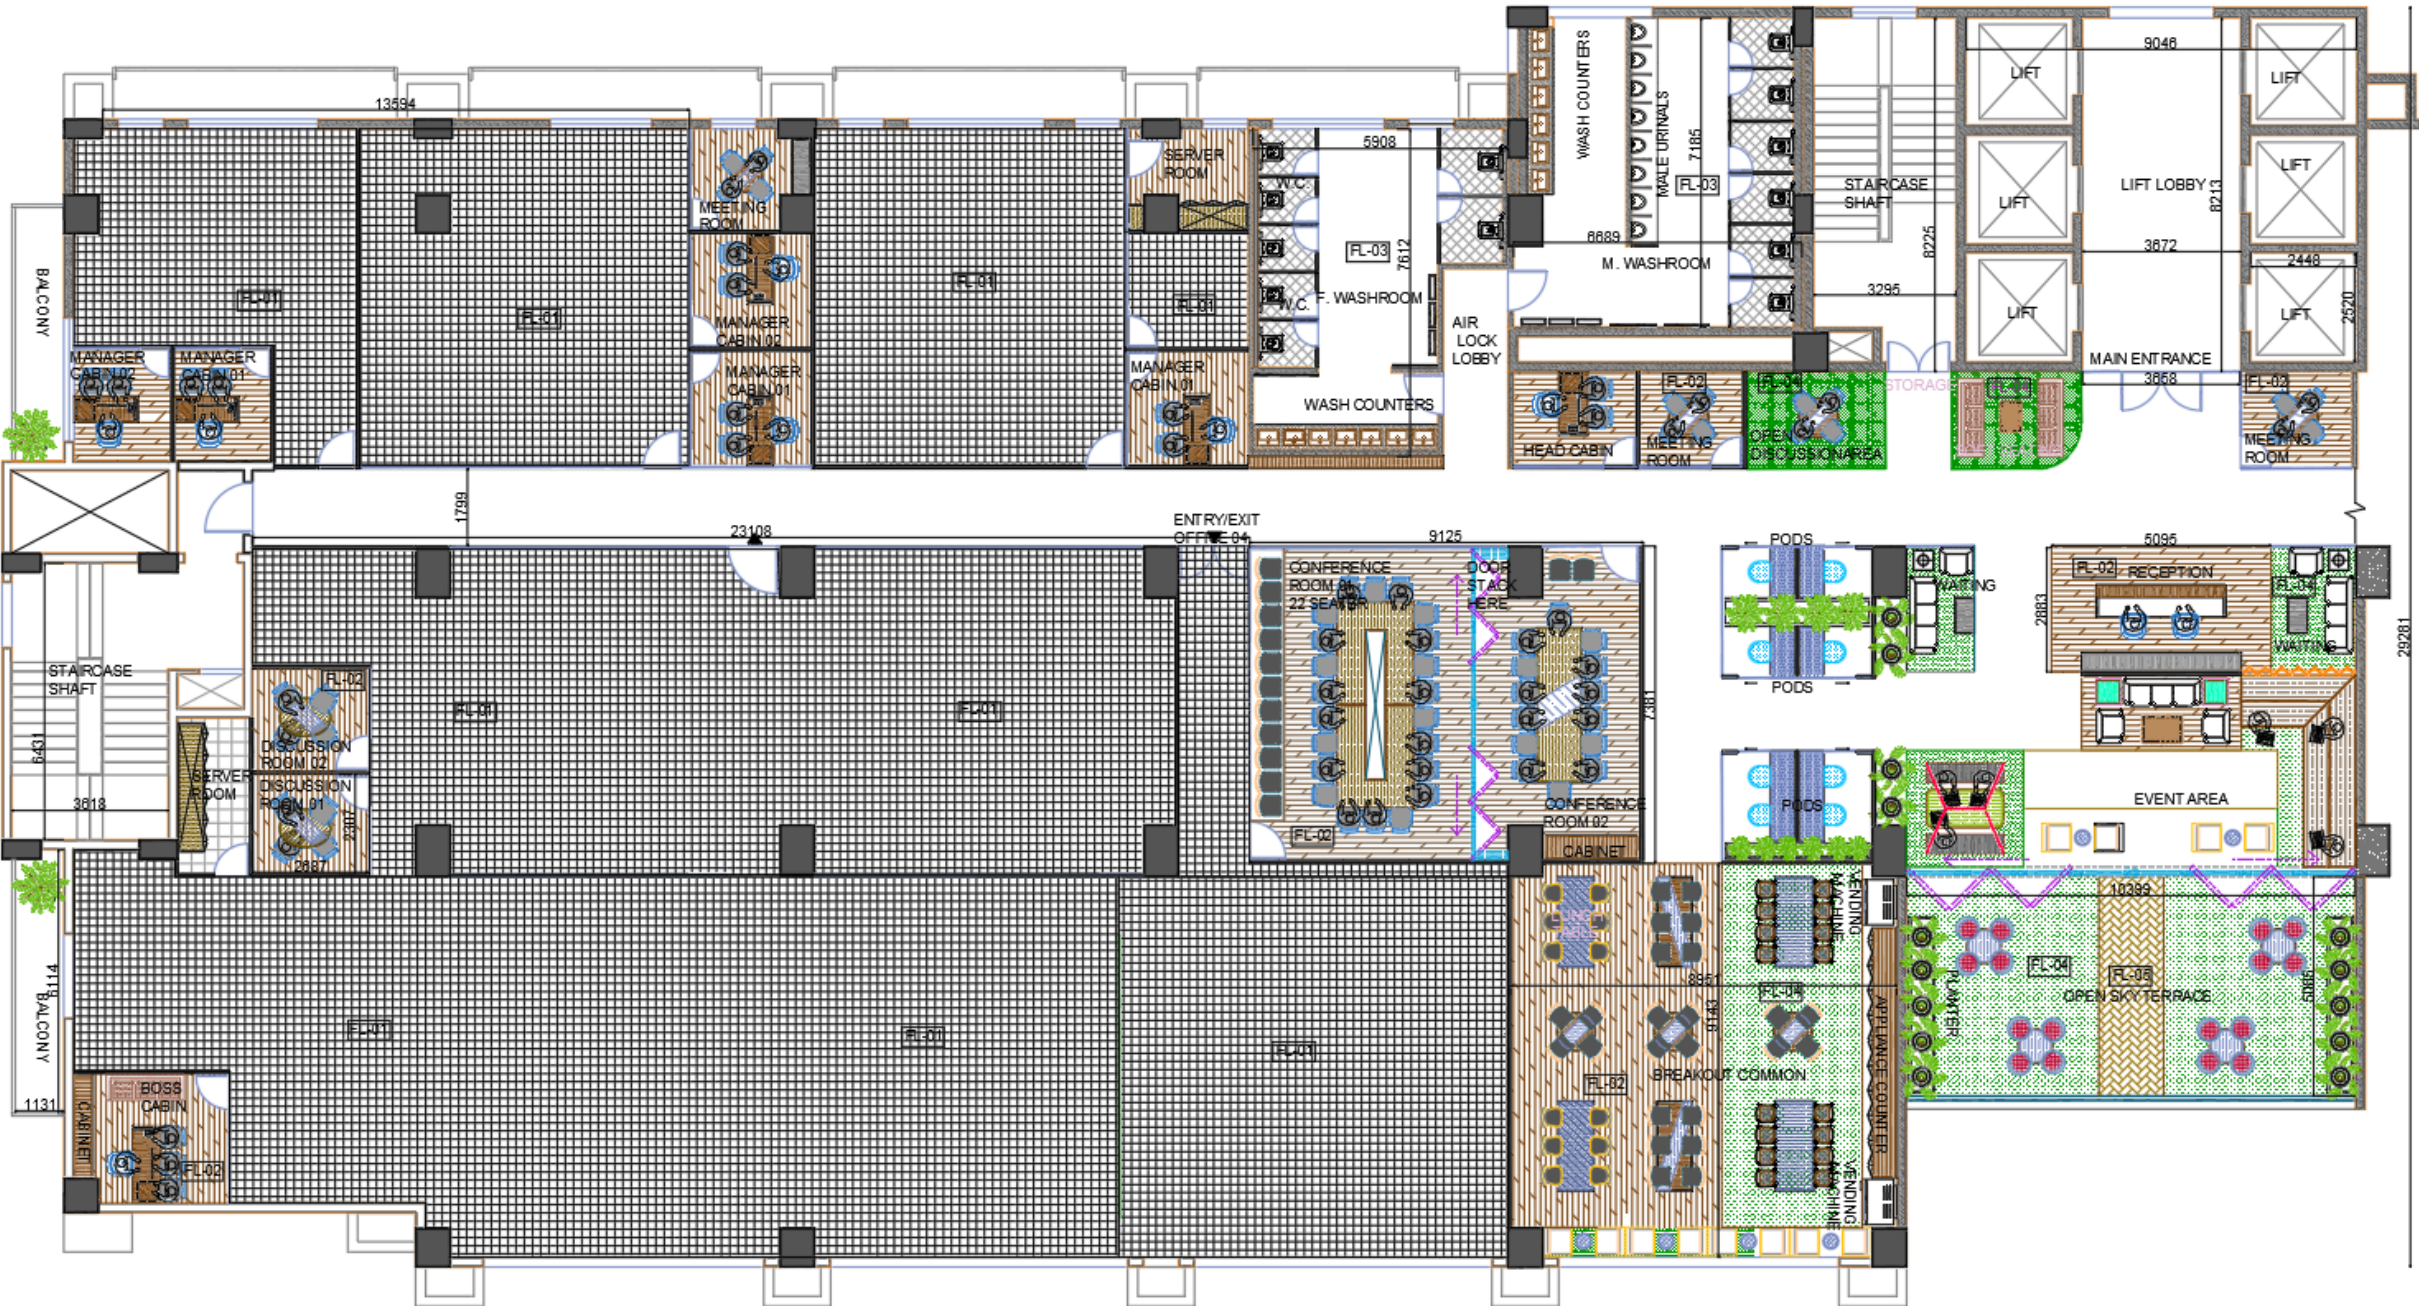 WASH COUNTERS
MALE URINALS
7185
FL-03
9046
LIFT
LIFT
LIFT
LIFT
LIFT
LIFT
LIFT LOBBY
8213
3672
2448
2520
STAIRCASE
SHAFT
8225
3295
6689
M. WASHROOM
13594
5908
SERVER
ROOM
W.C.
W.C.
FL-03
7612
F. WASHROOM
AIR
LOCK
LOBBY
WASH COUNTERS
MEETING
ROOM
MANAGER
CABIN 02
MANAGER
CABIN 01
FL-01
FL-01
FL-01
FL-01
BALCONY
MANAGER
CABIN 02
MANAGER
CABIN 01
MANAGER
CABIN 01
HEAD CABIN
FL-02
MEETING
ROOM
FL-04
OPEN
DISCUSSION AREA
STORAGE
MAIN ENTRANCE
3658
FL-02
MEETING
ROOM
1799
23108
ENTRY/EXIT
OFFICE 04
9125
CONFERENCE
ROOM 01
22 SEATER
DOOR
STACK
HERE
7381
PODS
PODS
PODS
WAITING
5095
FL-02
RECEPTION
2883
FL-04
WAITING
29281
STAIRCASE
SHAFT
6431
3618
SERVER
ROOM
FL-02
DISCUSSION
ROOM 02
DISCUSSION
ROOM 01
2387
2687
FL-01
FL-01
FL-02
CONFERENCE
ROOM 02
CABINET
EVENT AREA
10399
VENDING
MACHINE
FL-04
FL-05
OPEN SKY TERRACE
5805
PLANTER
8951
FL-04
9143
APPLIANCE COUNTER
FL-02
BREAKOUT COMMON
VENDING
MACHINE
6114
BALCONY
1131
FL-01
FL-01
FL-01
BOSS
CABIN
CABINET
FL-02